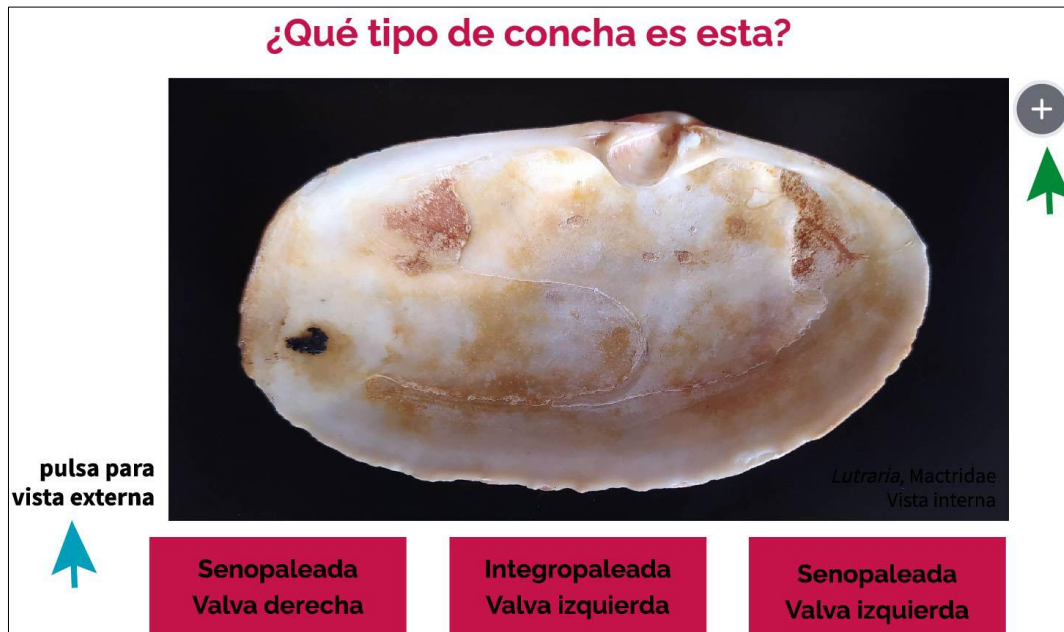 ¿Qué tipo de concha es esta?
+
Lutraria, Mactridae
Vista interna
pulsa para
vista externa
Senopaleada
Valva derecha
Integropaleada
Valva izquierda
Senopaleada
Valva izquierda